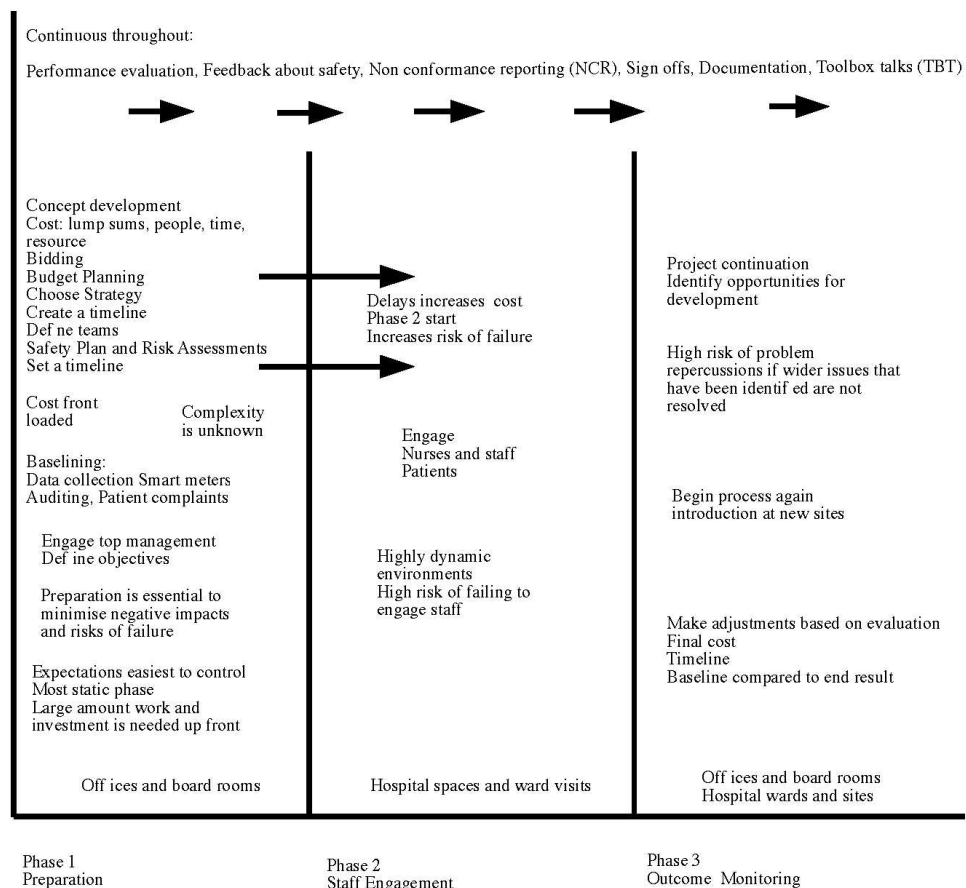 Continuous throughout:
Performance evaluation, Feedback about safety, Non conformance reporting (NCR), Sign offs, Documentation, Toolbox talks (TBT)
Concept development
Cost: lump sums, people, time,
resource
Bidding
Budget Planning
Choose Strategy
Create a timeline
Def ne teams
Safety Plan and Risk Assessments
Set a timeline
Cost front
loaded
Complexity
is unknown
Baselining:
Data collection Smart meters
Auditing, Patient complaints
Engage top management
Def ine objectives
Preparation is essential to
minimise negative impacts
and risks of failure
Expectations easiest to control
Most static phase
Large amount work and
investment is needed up front
Off ices and board rooms
Delays increases cost
Phase 2 start
Increases risk of failure
Engage
Nurses and staff
Patients
Highly dynamic
environments
High risk of failing to
engage staff
Hospital spaces and ward visits
Project continuation
Identify opportunities for
development
High risk of problem
repercussions if wider issues that
have been identif ed are not
resolved
Begin process again
introduction at new sites
Make adjustments based on evaluation
Final cost
Timeline
Baseline compared to end result
Off ices and board rooms
Hospital wards and sites
Phase 1
Preparation
Phase 2
Staff Engagement
Phase 3
Outcome Monitoring